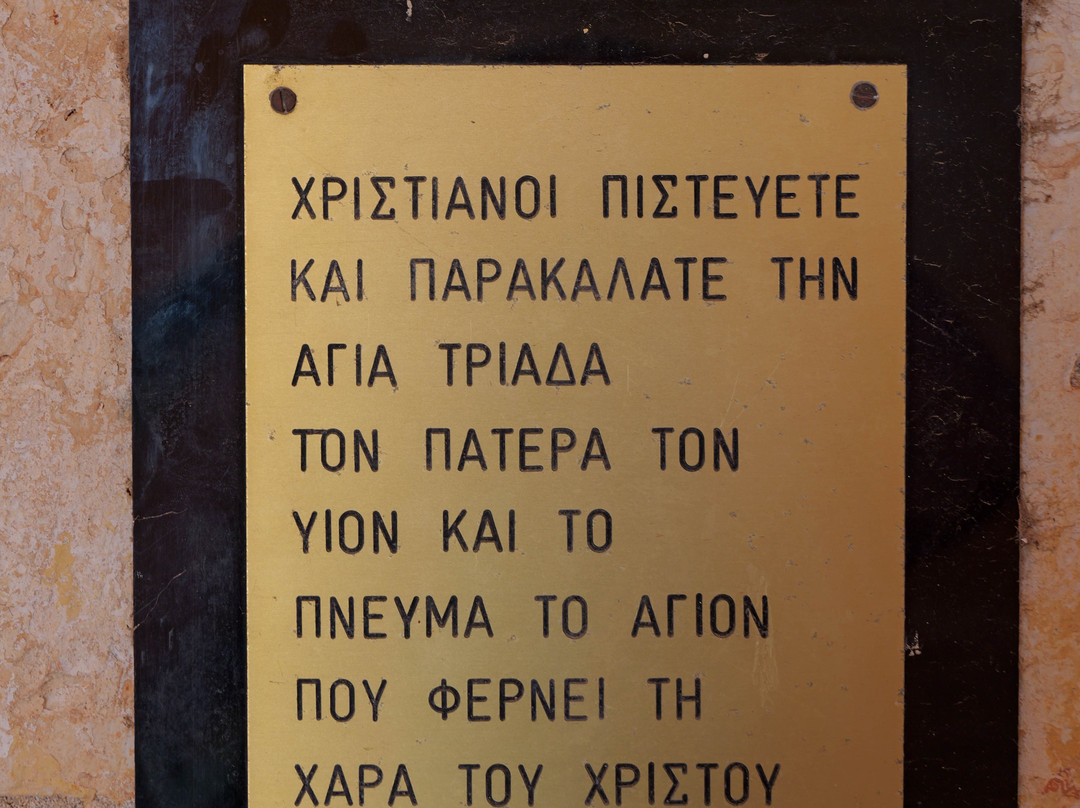 ΧΡΙΣΤΙΑΝΟΙ ΠΙΣΤΕΥΕΤΕ
ΚΑΙ ΠΑΡΑΚΑΛΑΤΕ ΤΗΝ
ΑΓΙΑ ΤΡΙΑΔΑ
ΤΟΝ ΠΑΤΕΡΑ ΤΟΝ
ΥΙΟΝ ΚΑΙ ΤΟ
ΠΝΕΥΜΑ ΤΟ ΑΓΙΟΝ
ΠΟΥ ΦΕΡΝΕΙ ΤΗ
ΧΑΡΑ ΤΟΥ ΧΡΙΣΤΟΥ